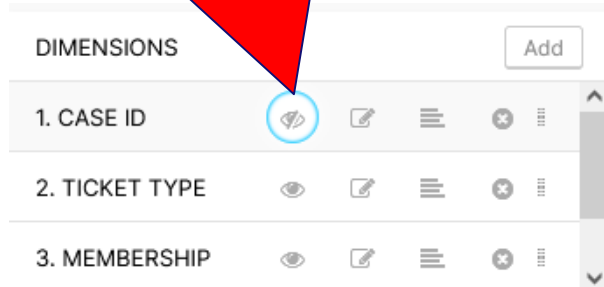 DIMENSIONS Add
1. CASE ID
2. TICKET TYPE
3. MEMBERSHIP